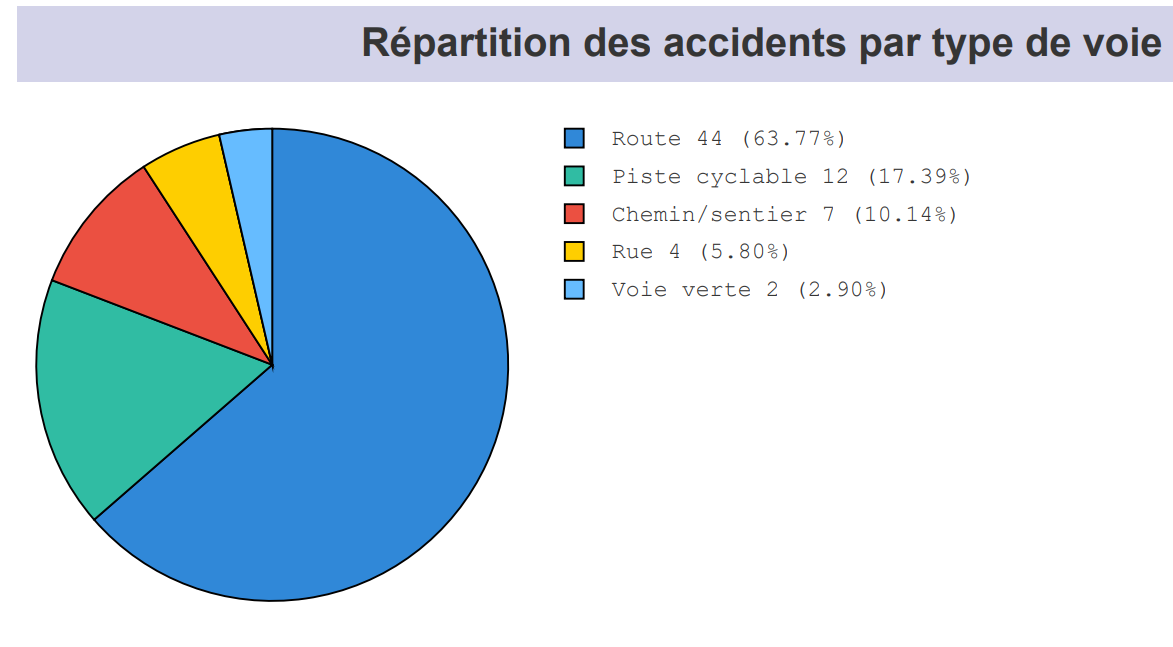 Répartition des accidents par type de voie
Route 44 (63.77%)
Piste cyclable 12 (17.39%)
Chemin/sentier 7 (10.14%)
Rue 4 (5.80%)
Voie verte 2 (2.90%)